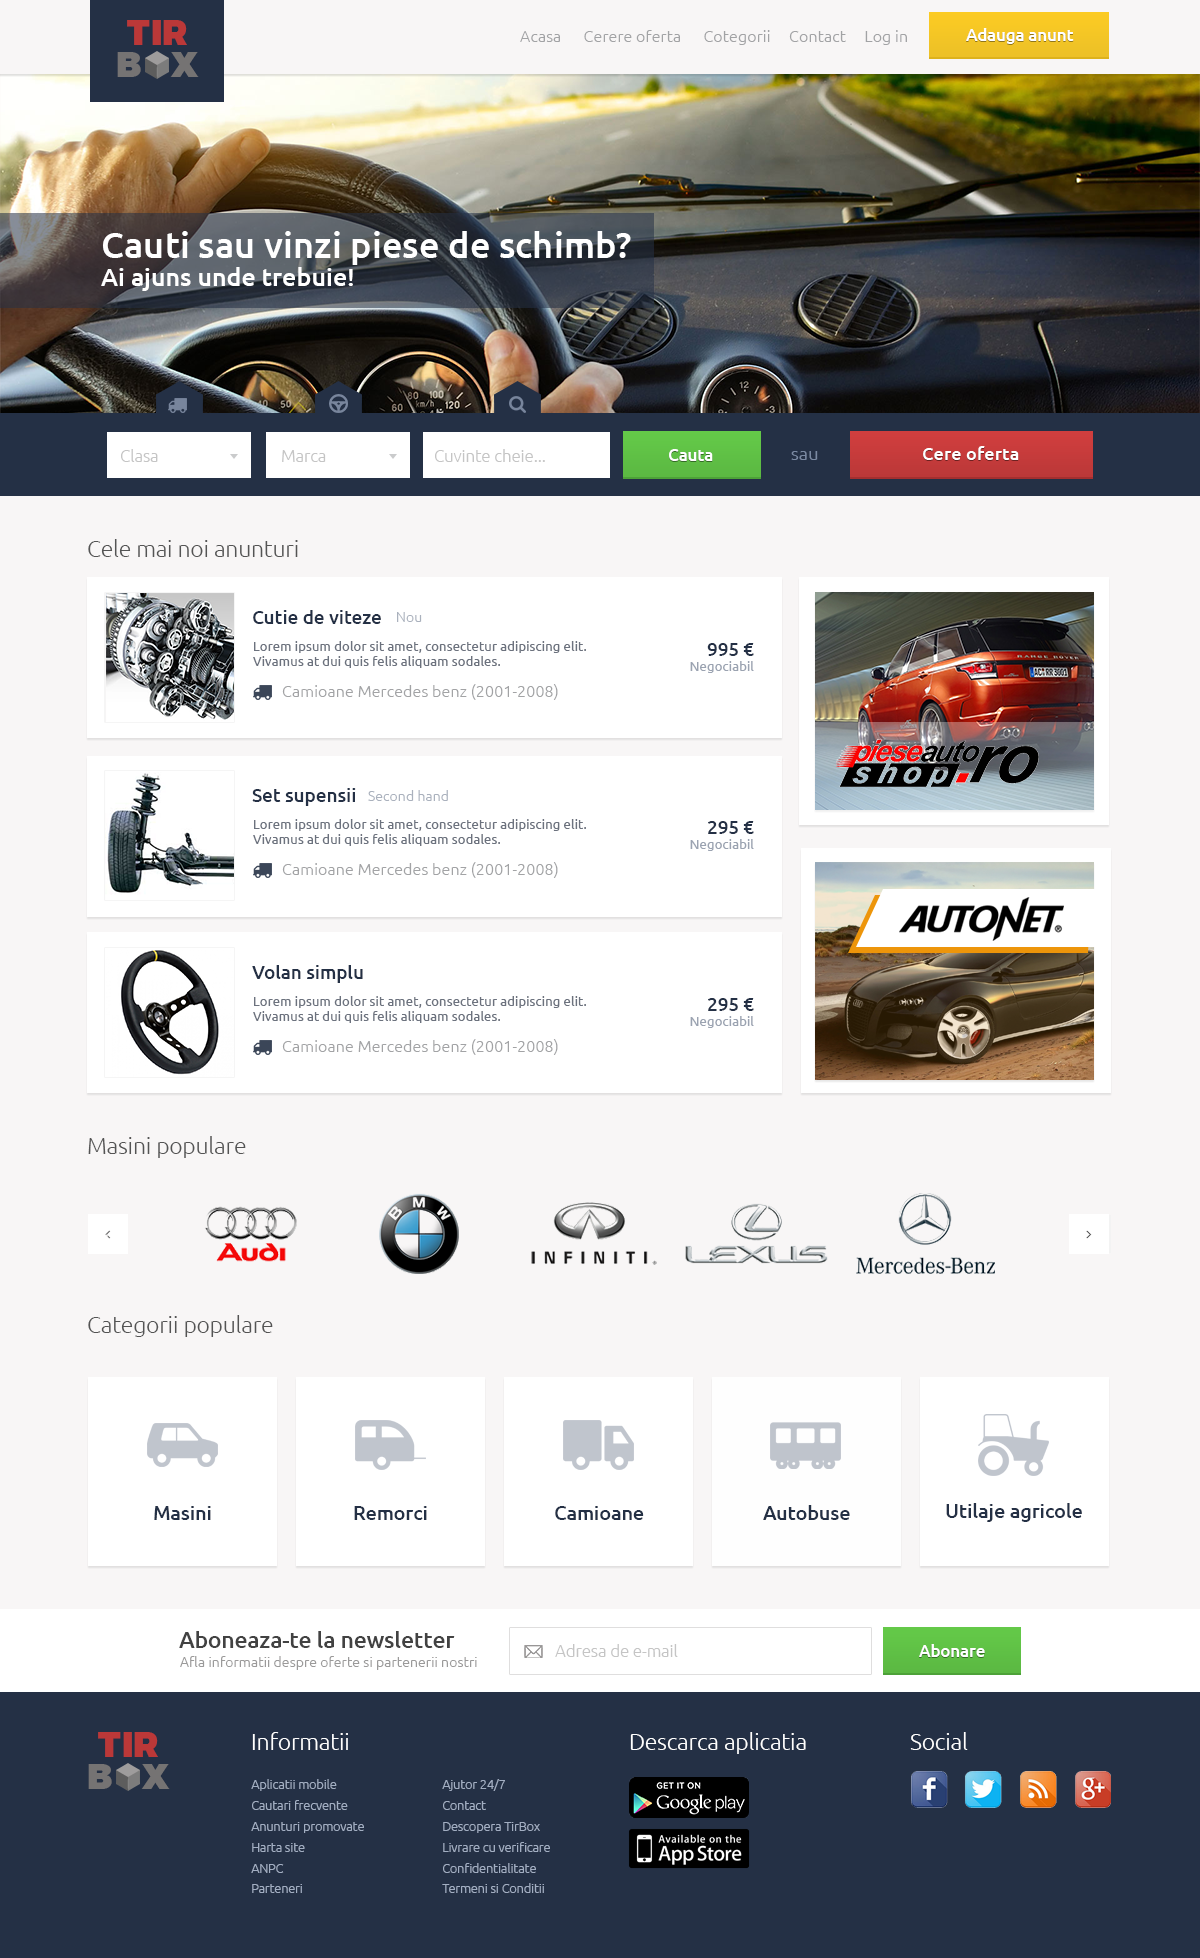 TIR
BOX
Acasa
Cerere oferta
Cotegorii
Contact
Log in
Adauga anunt
Cauti sau vinzi piese de schimb?
Ai ajuns unde trebuie!
Clasa
Marca
Cuvinte cheie...
Cauta
sau
Cere oferta
Cele mai noi anunturi
Cutie de viteze Nou
Lorem ipsum dolor sit amet, consectetur adipiscing elit.
Vivamus at dui quis felis aliquam sodales.
Camioane Mercedes benz (2001-2008)
995 €
Negociabil
Set supensii Second hand
Lorem ipsum dolor sit amet, consectetur adipiscing elit.
Vivamus at dui quis felis aliquam sodales.
Camioane Mercedes benz (2001-2008)
295 €
Negociabil
Volan simplu
Lorem ipsum dolor sit amet, consectetur adipiscing elit.
Vivamus at dui quis felis aliquam sodales.
Camioane Mercedes benz (2001-2008)
295 €
Negociabil
RANGE ROVER
pieseauto
shop.ro
AUTONET®
Masini populare
Audi
BMW
INFINITI®
LEXUS
Mercedes-Benz
Categorii populare
Masini
Remorci
Camioane
Autobuse
Utilaje agricole
Aboneaza-te la newsletter
Afla informatii despre oferte si partenerii nostri
Adresa de e-mail
Abonare
TIR
BOX
Informatii
Aplicatii mobile
Cautari frecvente
Anunturi promovate
Harta site
ANPC
Parteneri
Ajutor 24/7
Contact
Descopera TirBox
Livrare cu verificare
Confidentialitate
Termeni si Conditii
Descarca aplicatia
GET IT ON
Google play
Available on the
App Store
Social
f
g+